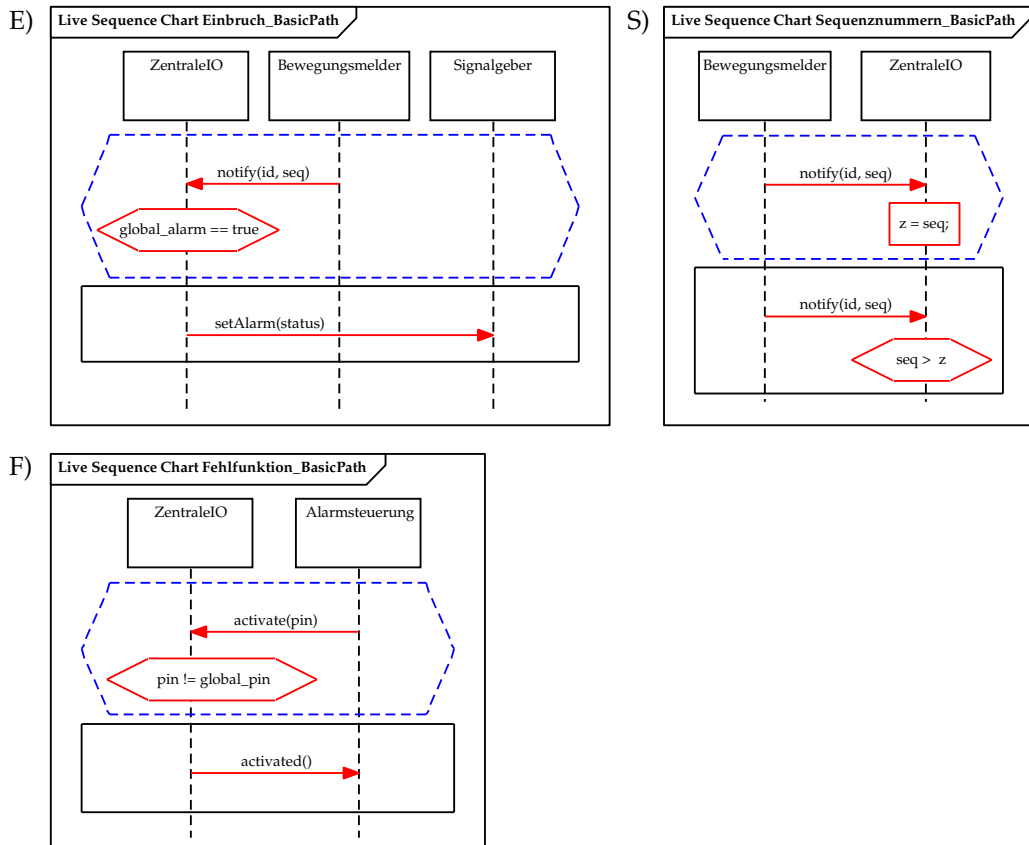 E)
Live Sequence Chart Einbruch_BasicPath
ZentraleIO
Bewegungsmelder
Signalgeber
notify(id, seq)
global_alarm == true
setAlarm(status)
S)
Live Sequence Chart Sequenznummern_BasicPath
Bewegungsmelder
ZentraleIO
notify(id, seq)
z = seq;
notify(id, seq)
seq > z
F)
Live Sequence Chart Fehlfunktion_BasicPath
ZentraleIO
Alarmsteuerung
activate(pin)
pin != global_pin
activated()